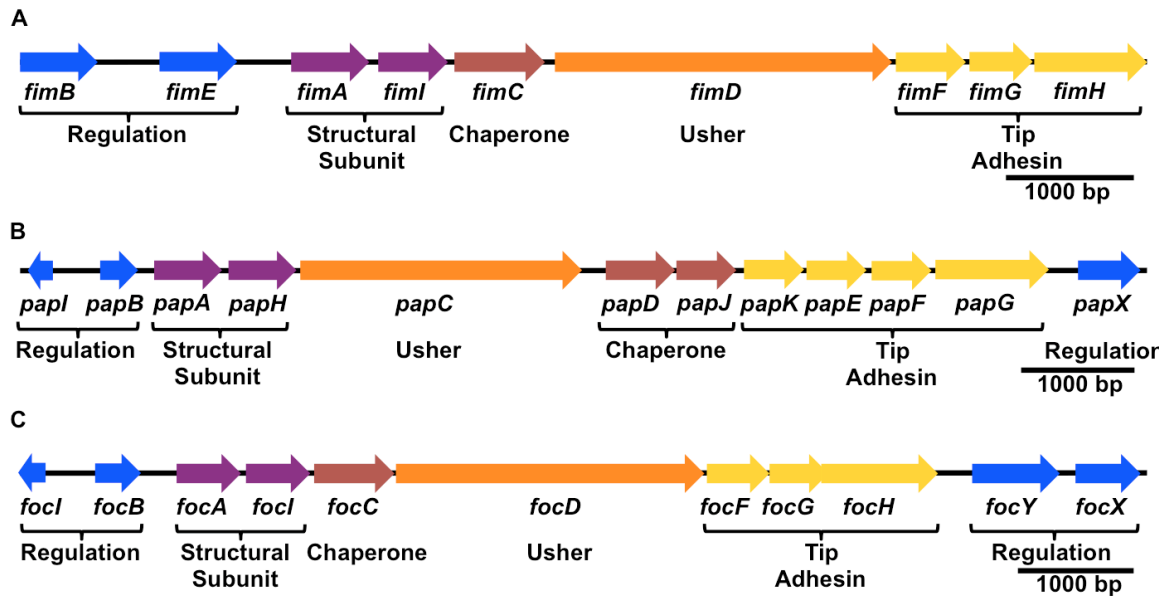 A
fimB fimE fimA fimI fimC fimD fimF fimG fimH
Regulation Structural Chaperone Usher Tip
Subunit Adhesin
1000 bp
B
papI papB papA papH papC papD papJ papK papE papF papG papX
Regulation Structural Usher Chaperone Tip Regulation
Subunit Adhesin
1000 bp
C
focI focB focA focI focC focD focF focG focH focY focX
Regulation Structural Chaperone Usher Tip Regulation
Subunit Adhesin
1000 bp